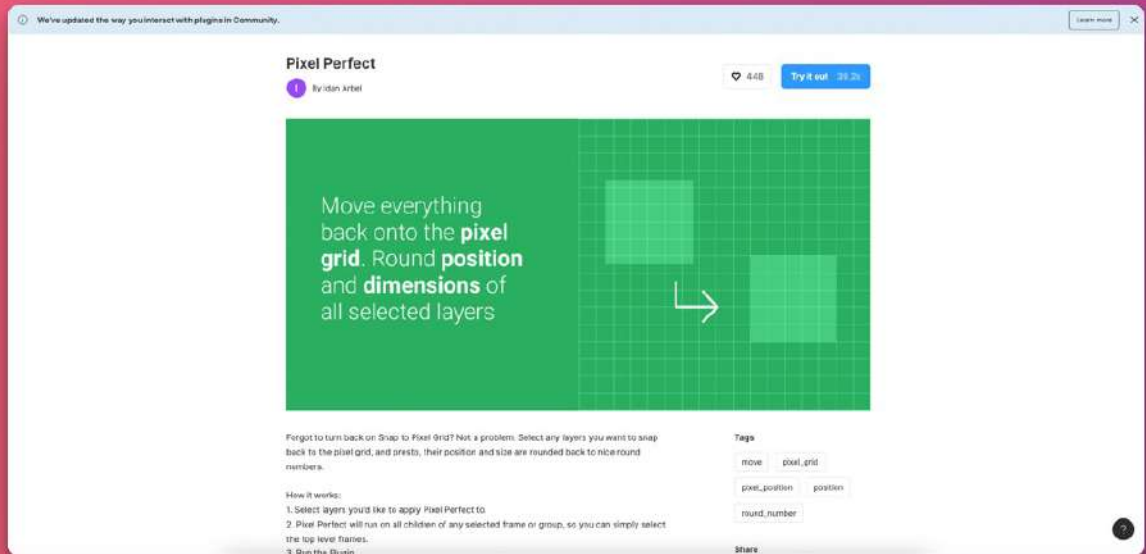 We've updated the way you interact with plugins in Community.
Learn more
Pixel Perfect
I
By Idan Arbel
448
Try it out 39.2k
Move everything
back onto the pixel
grid. Round position
and dimensions of
all selected layers
Forgot to turn back on Snap to Pixel Grid? Not a problem. Select any layers you want to snap
back to the pixel grid, and presto, their position and size are rounded back to nice round
numbers.
How it works:
1. Select layers you'd like to apply Pixel Perfect to
2. Pixel Perfect will run on all children of any selected frame or group, so you can simply select
the top level frames.
3. Run the Plugin
Tags
move
pixel_grid
pixel_position
position
round_number
Share
?